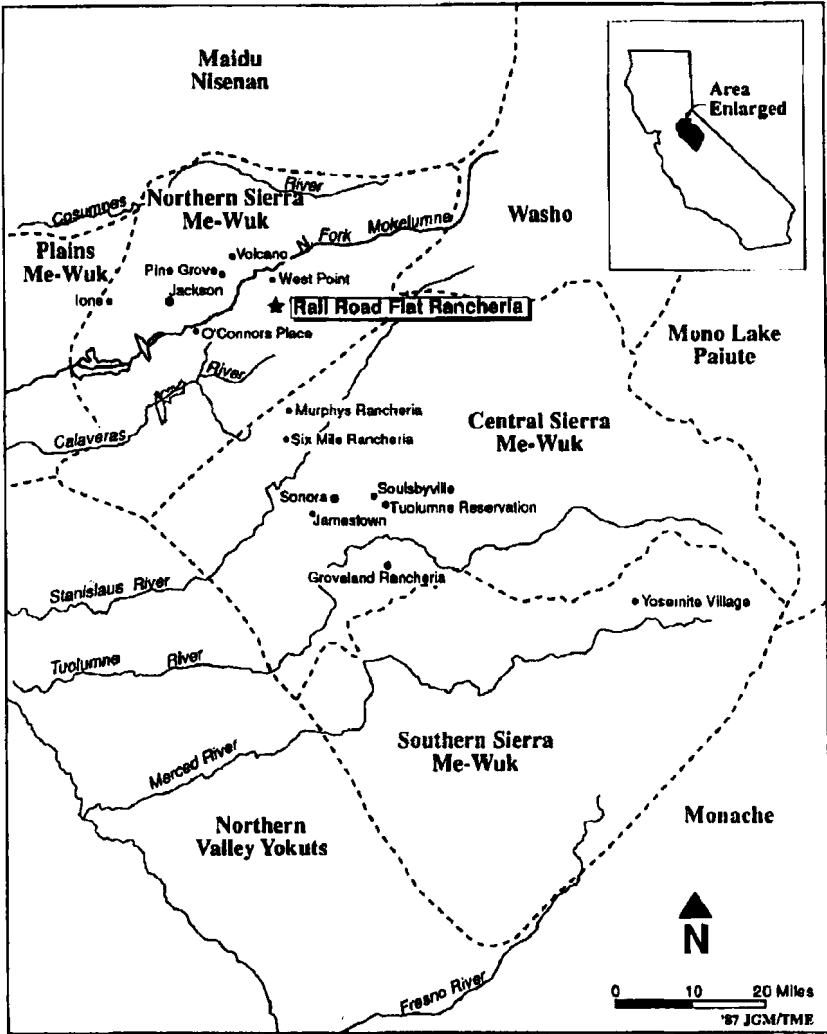 Maidu
Nisenan
Area
Enlarged
Cosumnes
River
Northern Sierra
Me-Wuk
N Fork Mokelumne
Washo
Plains
Me-Wuk
Volcano
Pine Grove
West Point
Ione
Jackson
Rail Road Flat Rancheria
O'Connors Place
Mono Lake
Paiute
River
Calaveras
Murphys Rancheria
Six Mile Rancheria
Central Sierra
Me-Wuk
Soulsbyville
Sonora
Tuolumne Reservation
Jamestown
Groveland Rancheria
Stanislaus River
Yosemite Village
Tuolumne River
Merced River
Southern Sierra
Me-Wuk
Northern
Valley Yokuts
Monache
N
Fresno River
0 10 20 Miles
'87 JGM/TME